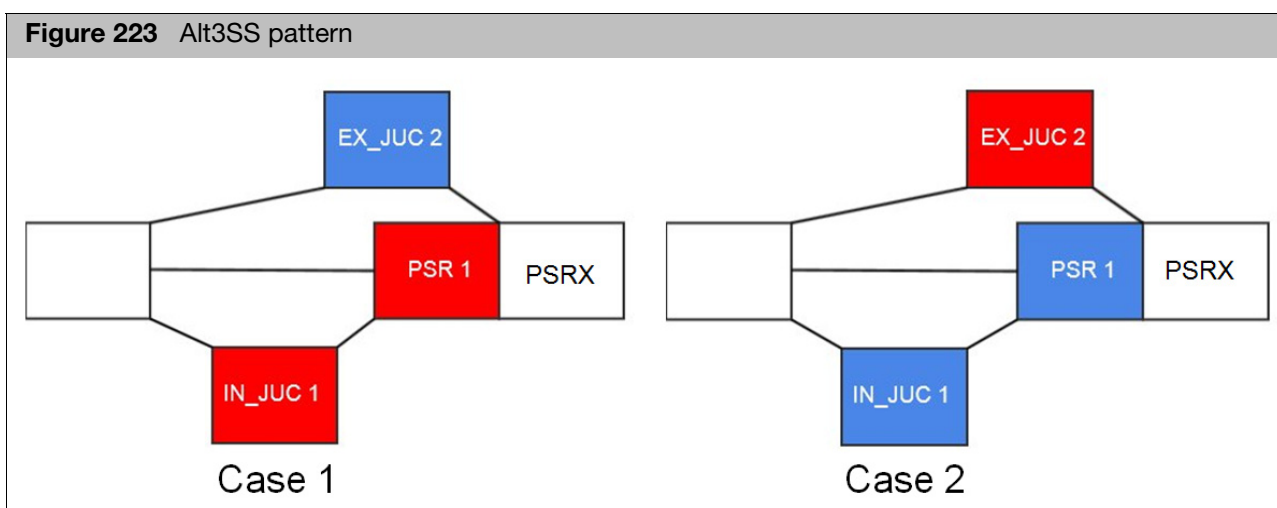 Figure 223 Alt3SS pattern
EX_JUC 2
PSR 1
PSRX
IN_JUC 1
Case 1
EX_JUC 2
PSR 1
PSRX
IN_JUC 1
Case 2